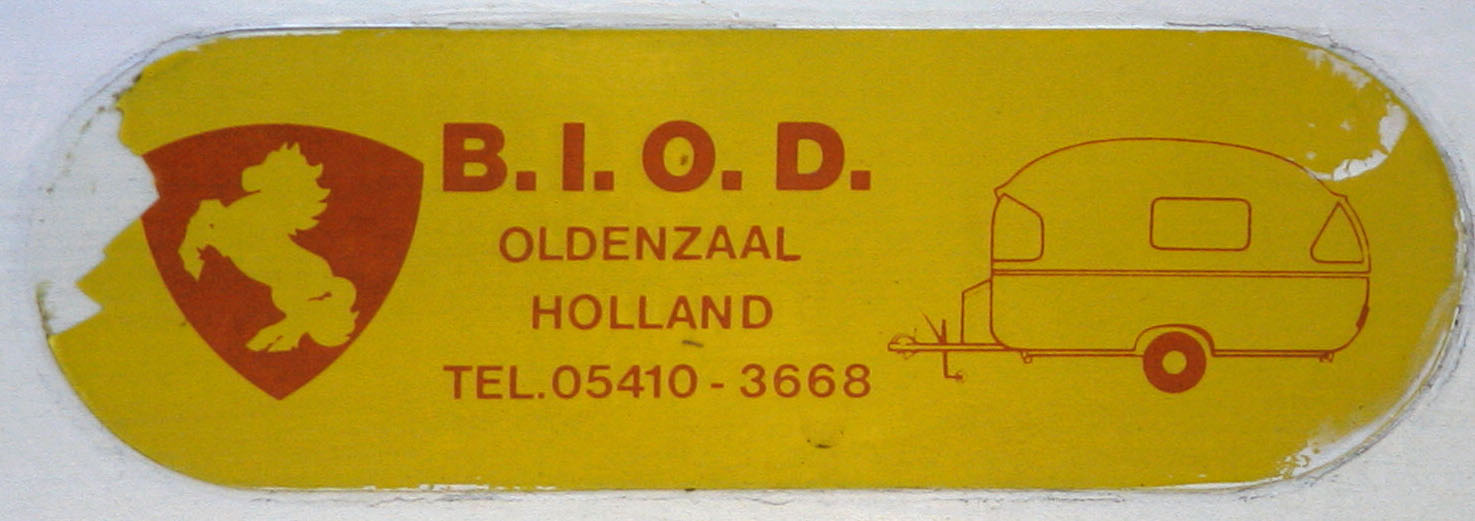 B.I.O.D.
OLDENZAAL
HOLLAND
TEL.05410-3668